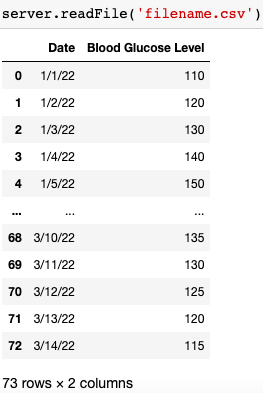 server.readFile('filename.csv')
Date Blood Glucose Level
0 1/1/22 110
1 1/2/22 120
2 1/3/22 130
3 1/4/22 140
4 1/5/22 150
... ... ...
68 3/10/22 135
69 3/11/22 130
70 3/12/22 125
71 3/13/22 120
72 3/14/22 115
73 rows × 2 columns